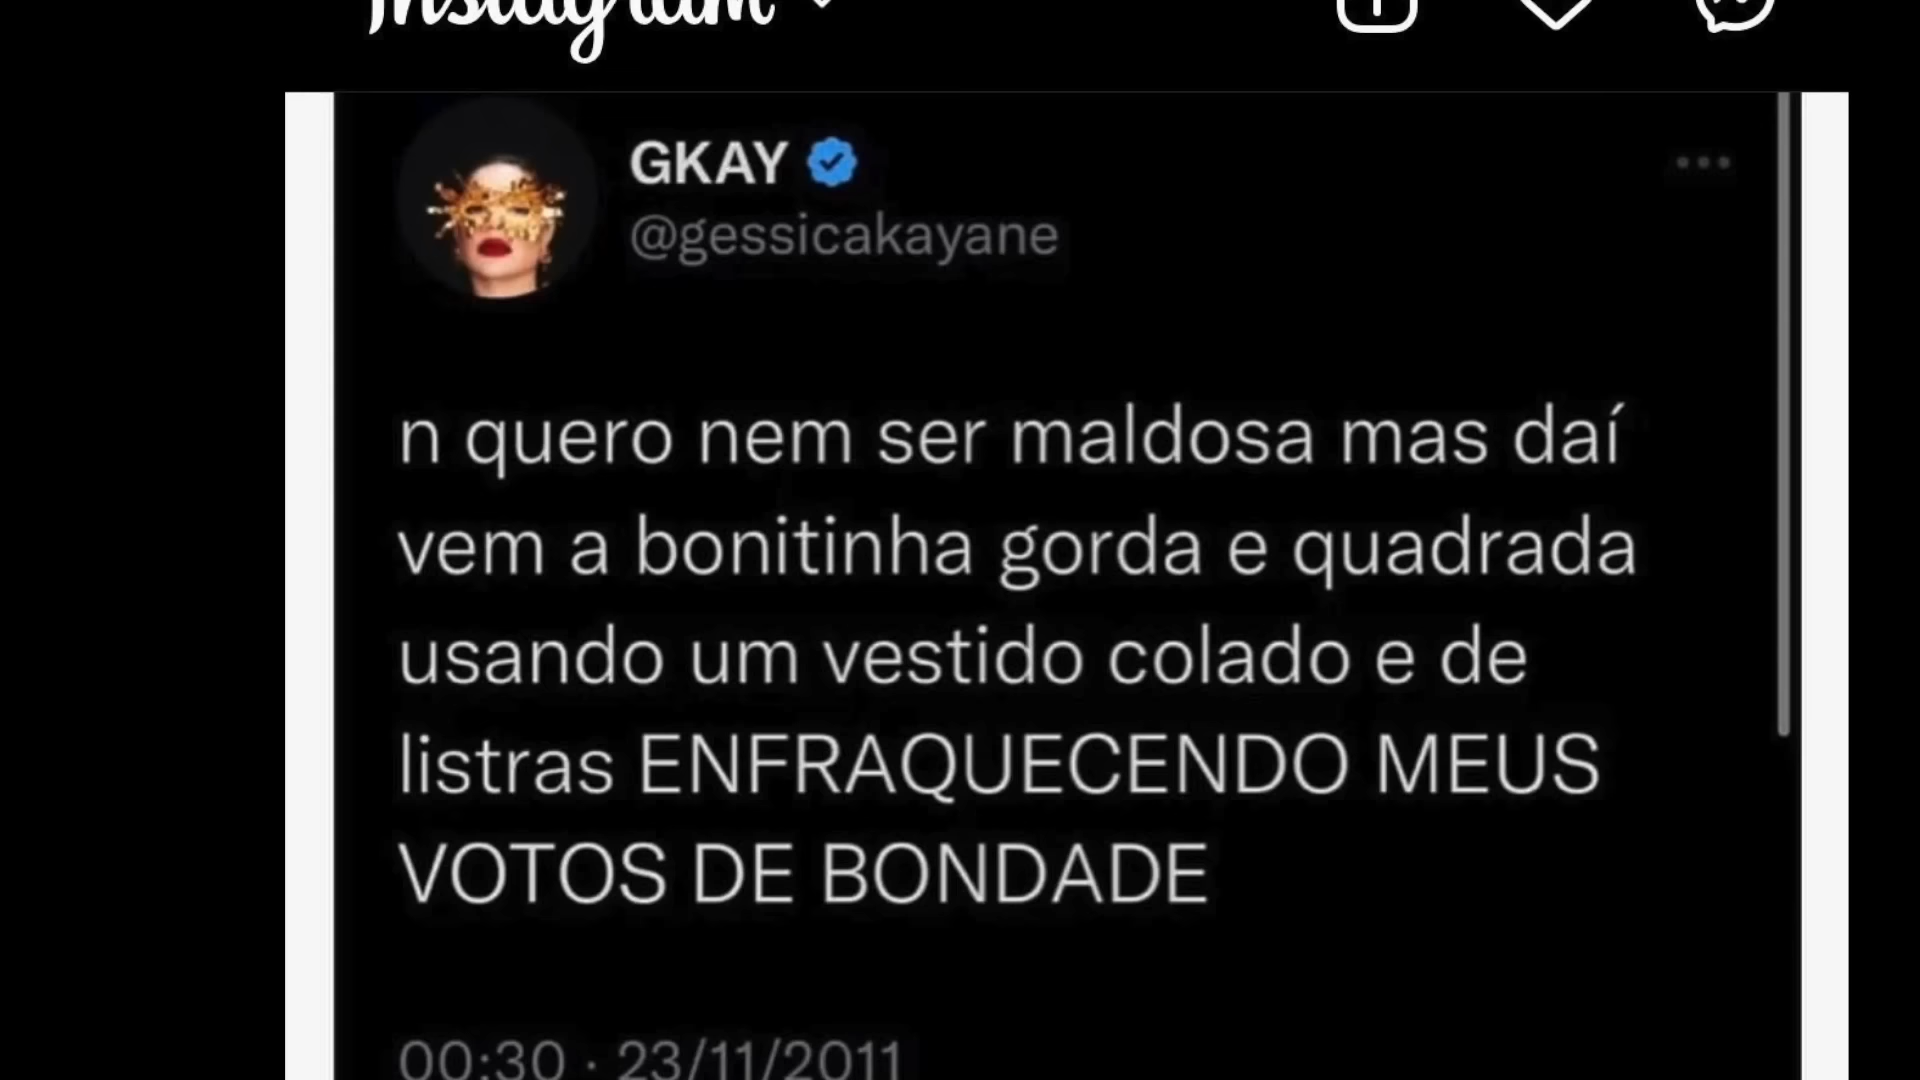 Instagram
GKAY
@gessicakayane
n quero nem ser maldosa mas daí
vem a bonitinha gorda e quadrada
usando um vestido colado e de
listras ENFRAQUECENDO MEUS
VOTOS DE BONDADE
00:30 · 23/11/2011